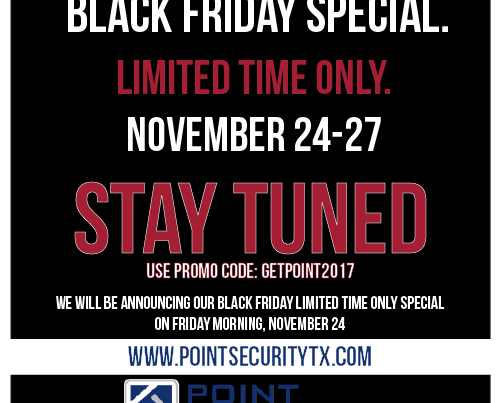 BLACK FRIDAY SPECIAL.
LIMITED TIME ONLY.
NOVEMBER 24-27
STAY TUNED
USE PROMO CODE: GETPOINT2017
WE WILL BE ANNOUNCING OUR BLACK FRIDAY LIMITED TIME ONLY SPECIAL
ON FRIDAY MORNING, NOVEMBER 24
WWW.POINTSECURITYTX.COM
POINT